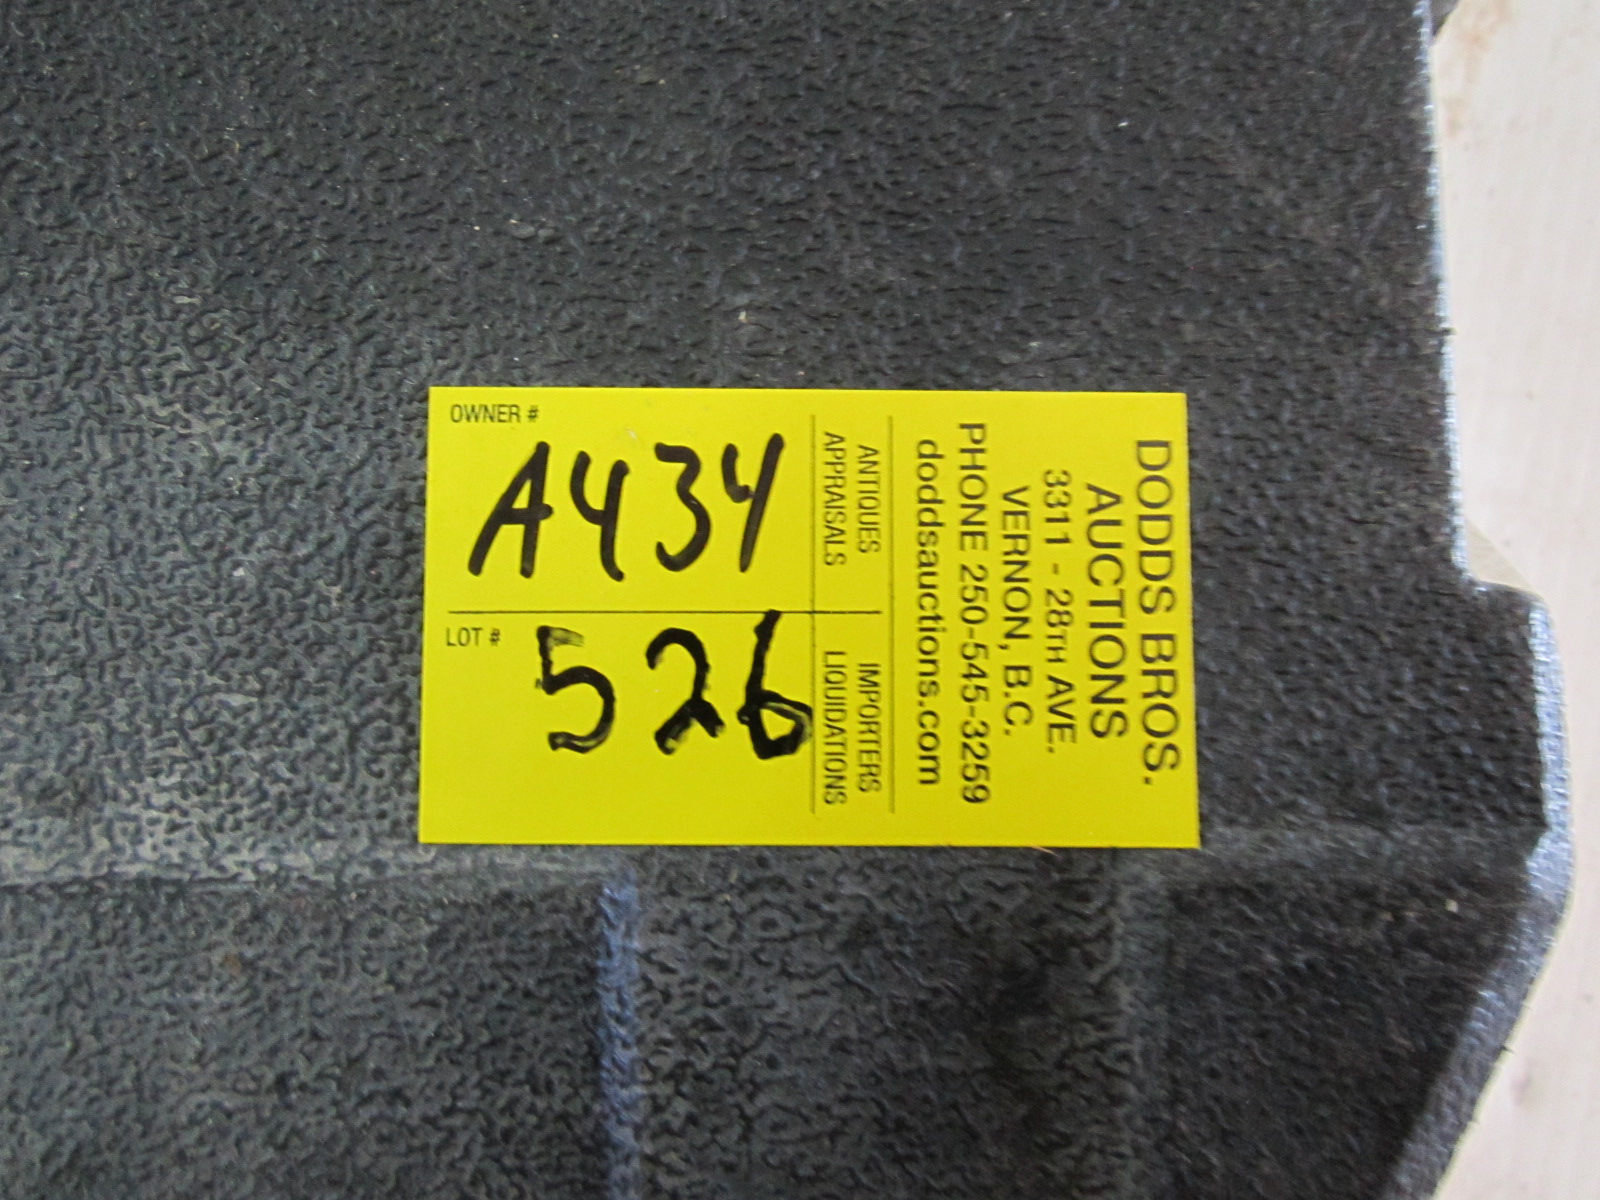 OWNER #
A434
LOT #
526
ANTIQUES
APPRAISALS
IMPORTERS
LIQUIDATIONS
DODDS BROS.
AUCTIONS
3311 - 28TH AVE.
VERNON, B.C.
PHONE 250-545-3259
doddsauctions.com